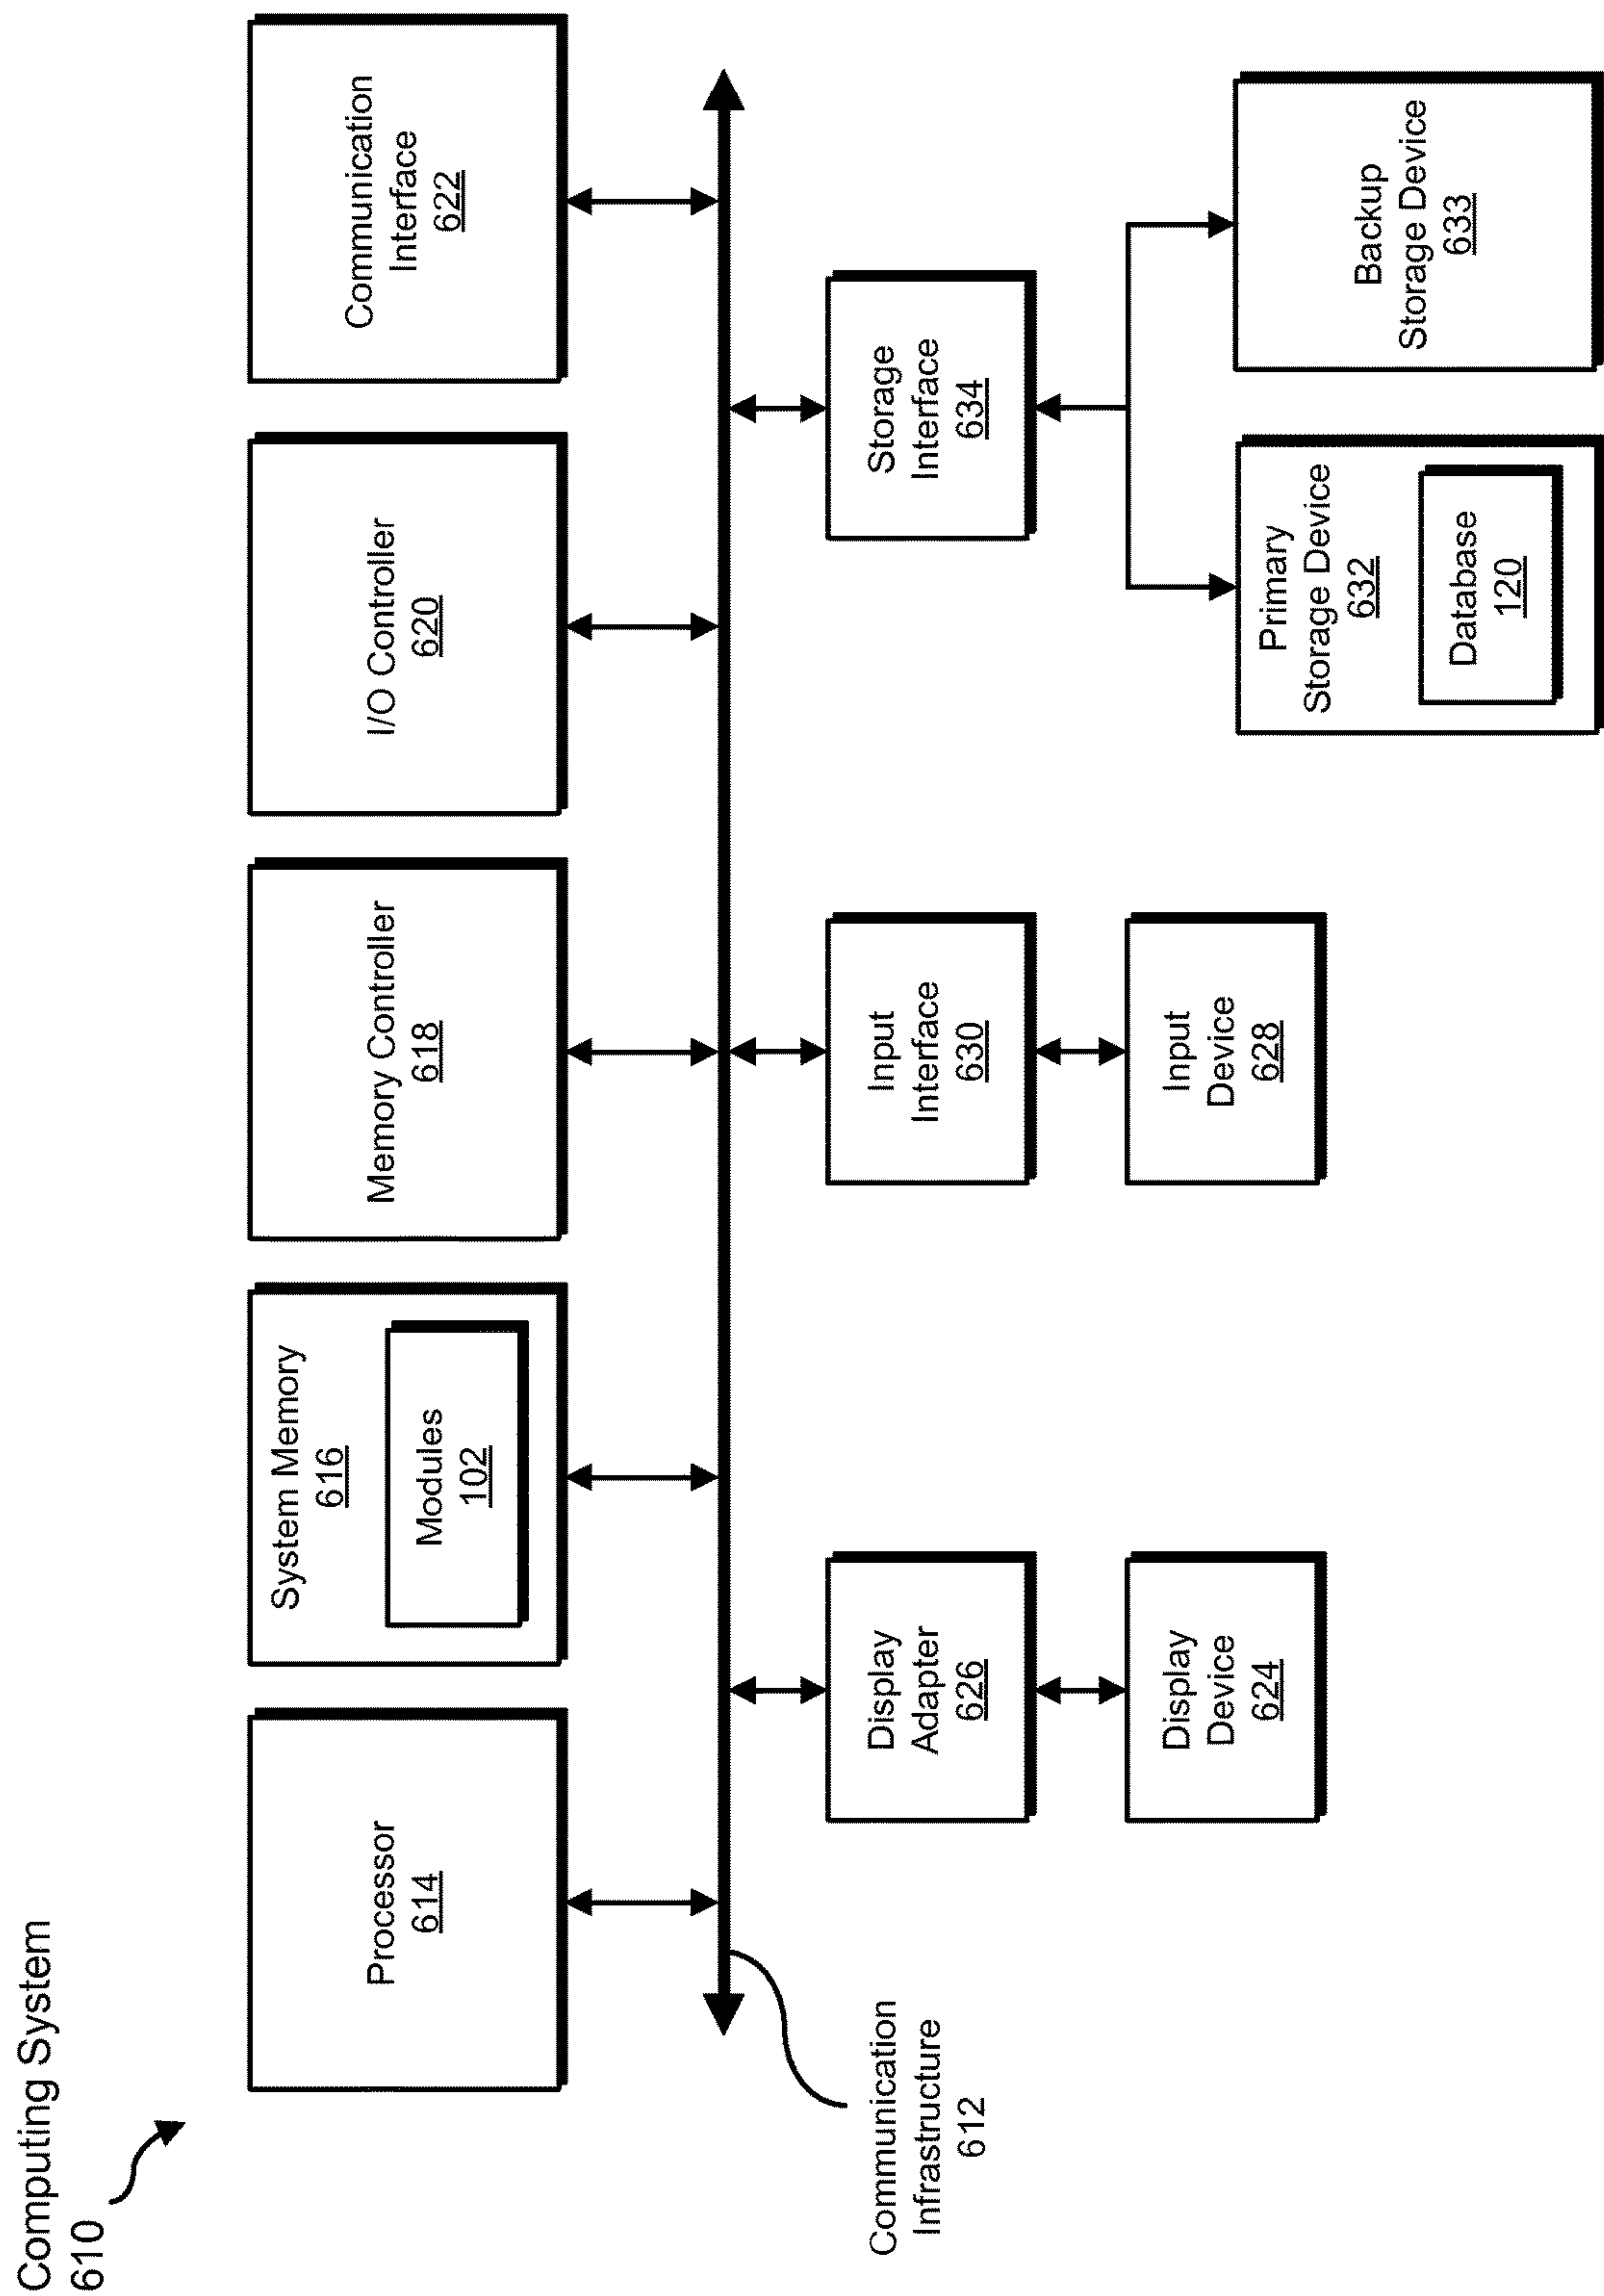 Computing System
610
Processor
614
System Memory
616
Modules
102
Memory Controller
618
I/O Controller
620
Communication
Interface
622
Communication
Infrastructure
612
Display
Adapter
626
Input
Interface
630
Storage
Interface
634
Display
Device
624
Input
Device
628
Primary
Storage Device
632
Database
120
Backup
Storage Device
633